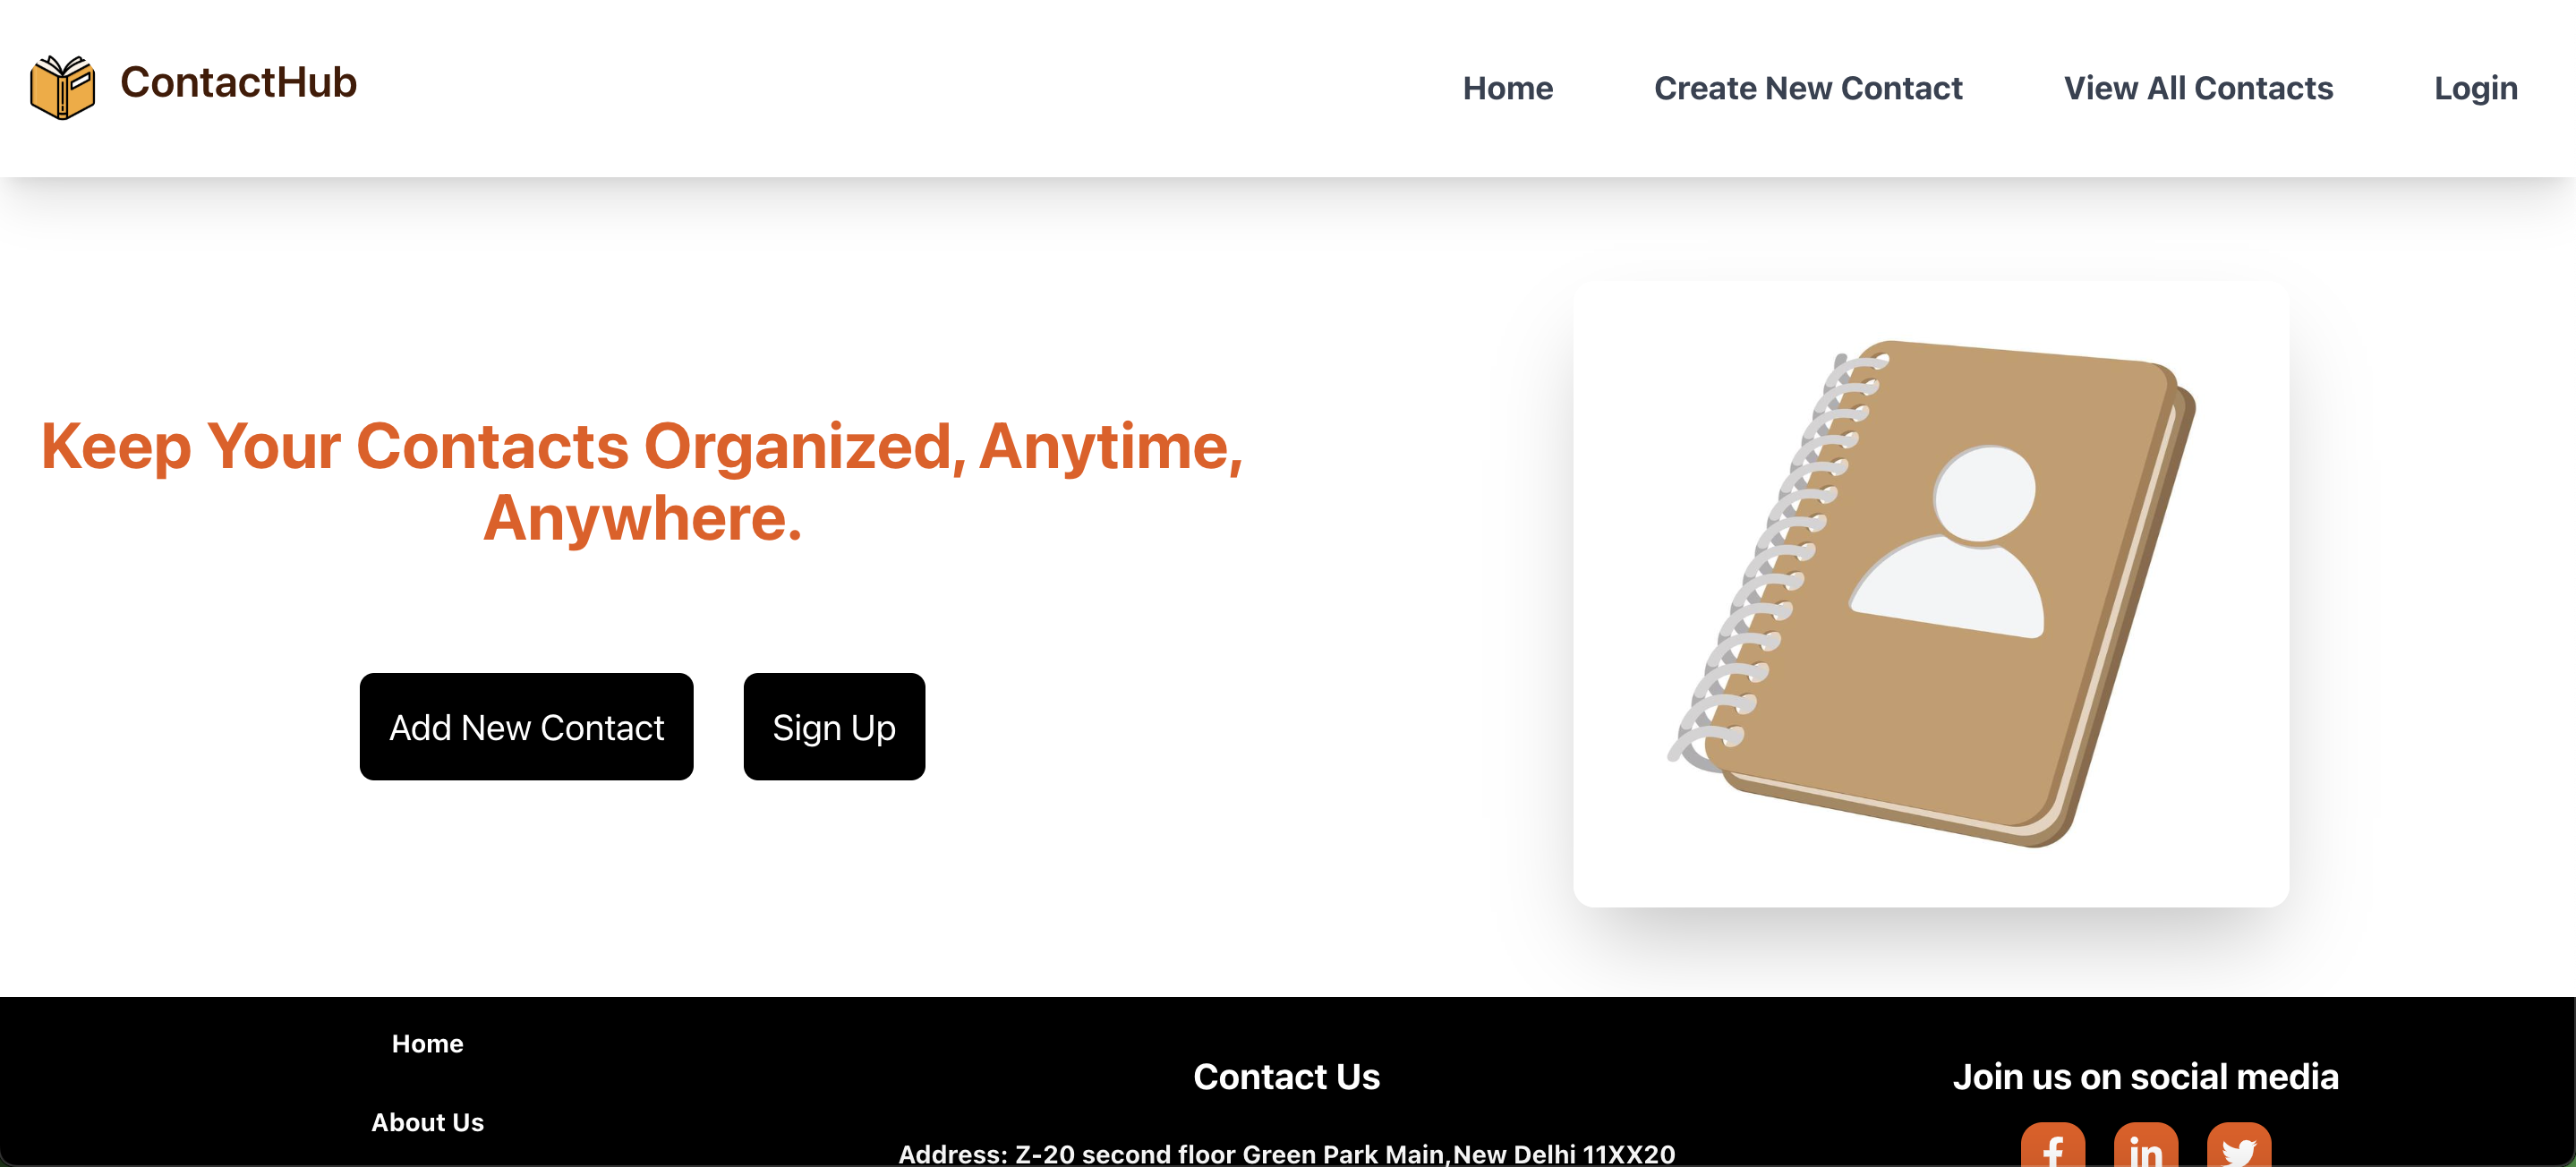 ContactHub
Home
Create New Contact
View All Contacts
Login
Keep Your Contacts Organized, Anytime,
Anywhere.
Add New Contact
Sign Up
Home
About Us
Contact Us
Address: Z-20 second floor Green Park Main,New Delhi 11XX20
Join us on social media
f
in